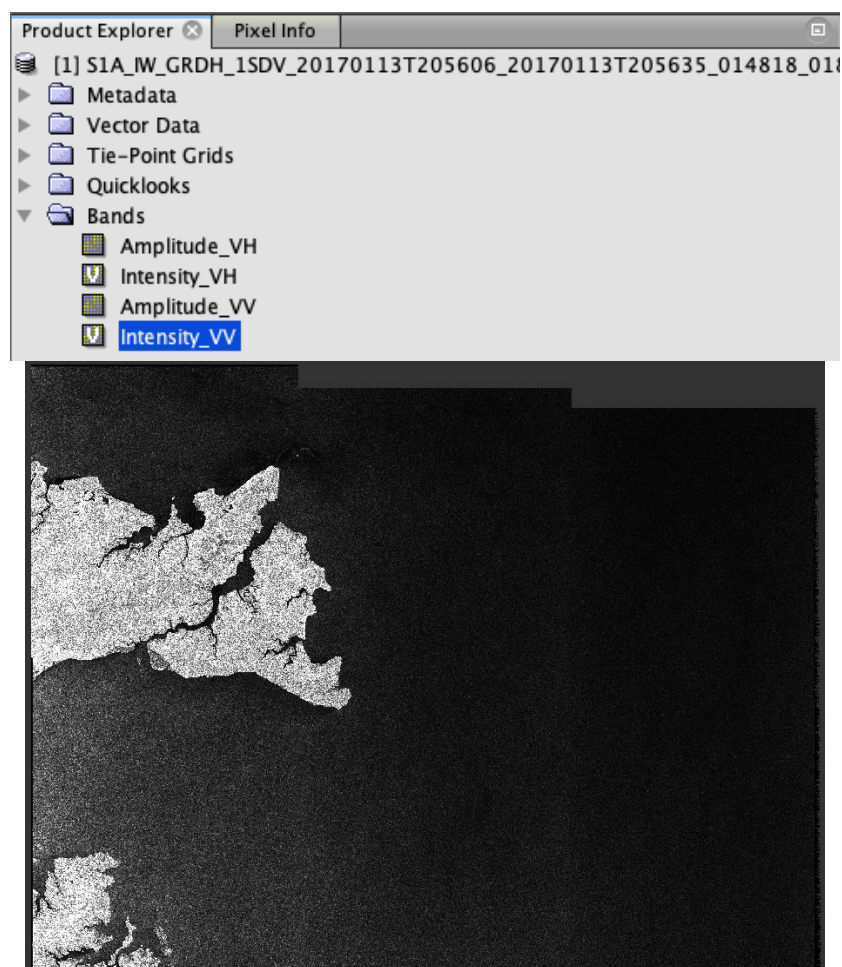 Product Explorer Pixel Info
[1] S1A_IW_GRDH_1SDV_20170113T205606_20170113T205635_014818_018
Metadata
Vector Data
Tie-Point Grids
Quicklooks
Bands
Amplitude_VH
Intensity_VH
Amplitude_VV
Intensity_VV